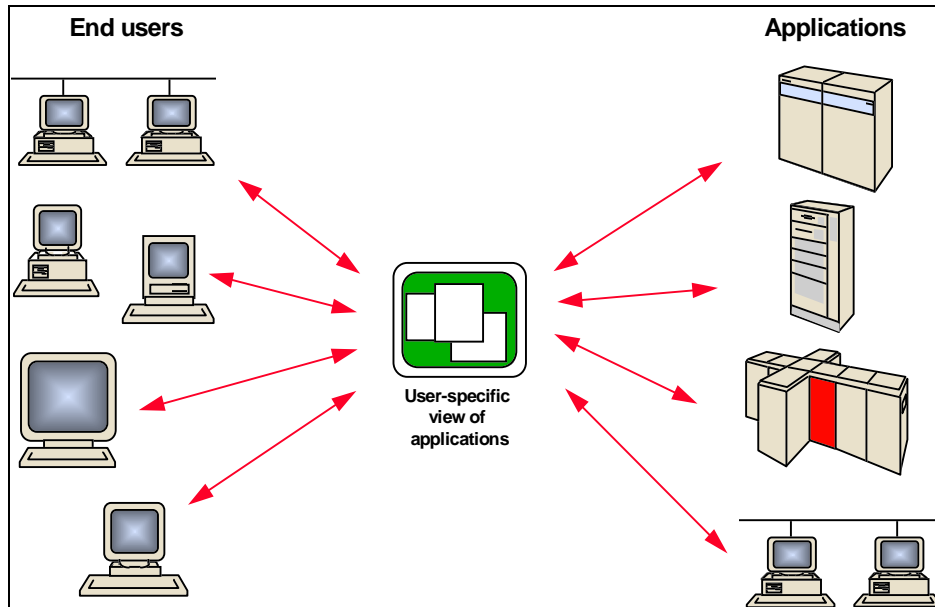 End users
Applications
User-specific
view of
applications